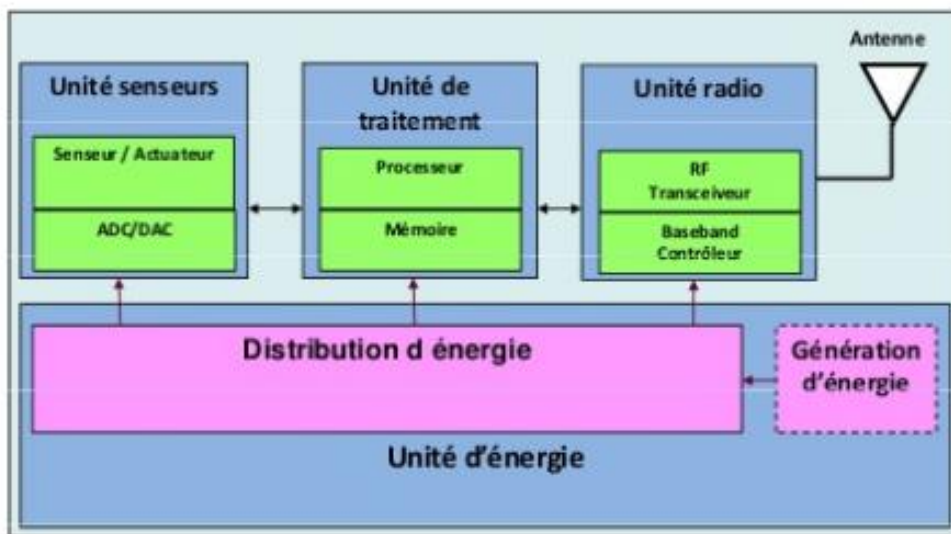 Antenne
Unité senseurs
Senseur / Actuateur
ADC/DAC
Unité de
traitement
Processeur
Mémoire
Unité radio
RF
Transceiveur
Baseband
Contrôleur
Distribution d énergie
Génération
d'énergie
Unité d'énergie